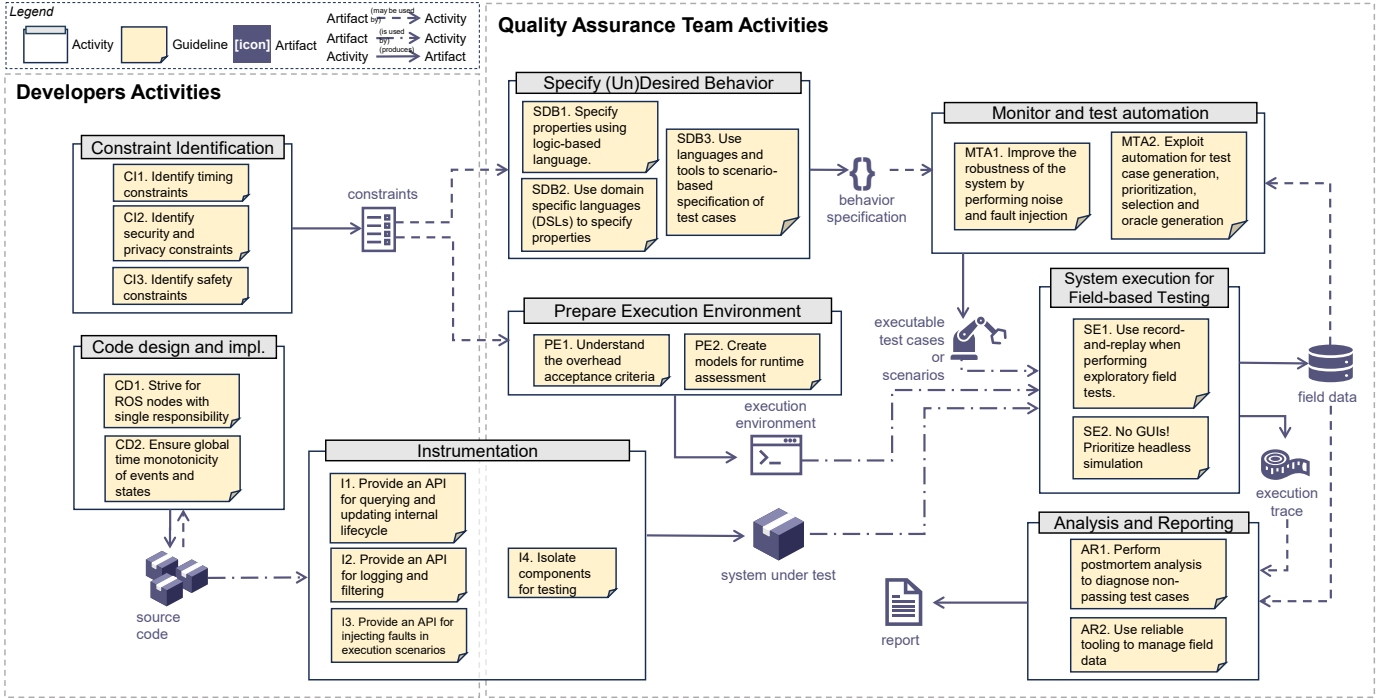 Legend
Activity
Guideline
[icon]
Artifact
Artifact (may be used by) Activity
Artifact (is used by) Activity
Activity (produces) Artifact
Developers Activities
Constraint Identification
CI1. Identify timing
constraints
CI2. Identify
security and
privacy constraints
CI3. Identify safety
constraints
constraints
Code design and impl.
CD1. Strive for
ROS nodes with
single responsibility
CD2. Ensure global
time monotonicity
of events and
states
source
code
Instrumentation
I1. Provide an API
for querying and
updating internal
lifecycle
I2. Provide an API
for logging and
filtering
I3. Provide an API for
injecting faults in
execution scenarios
I4. Isolate
components
for testing
Quality Assurance Team Activities
Specify (Un)Desired Behavior
SDB1. Specify
properties using
logic-based
language.
SDB2. Use domain
specific languages
(DSLs) to specify
properties
SDB3. Use
languages and
tools to scenario-
based
specification of
test cases
{}
behavior
specification
Monitor and test automation
MTA1. Improve the
robustness of the
system by
performing noise
and fault injection
MTA2. Exploit
automation for test
case generation,
prioritization,
selection and
oracle generation
Prepare Execution Environment
PE1. Understand
the overhead
acceptance criteria
PE2. Create
models for runtime
assessment
executable
test cases
or
scenarios
execution
environment
system under test
System execution for
Field-based Testing
SE1. Use record-
and-replay when
performing
exploratory field
tests.
SE2. No GUIs!
Prioritize headless
simulation
field data
execution
trace
Analysis and Reporting
AR1. Perform
postmortem analysis
to diagnose non-
passing test cases
AR2. Use reliable
tooling to manage field
data
report